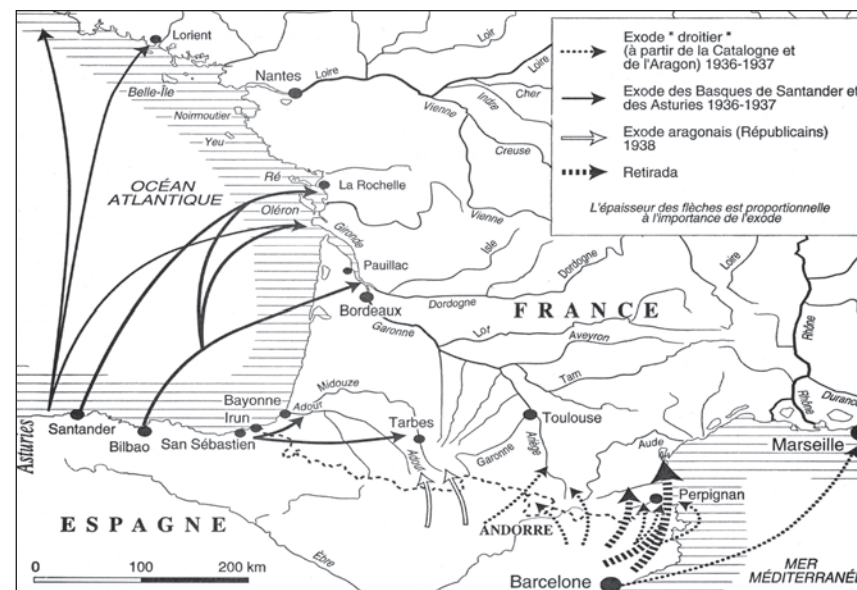 Exode " droitier "
(à partir de la Catalogne et
de l'Aragon) 1936-1937
Exode des Basques de Santander et
des Asturies 1936-1937
Exode aragonais (Républicains)
1938
Retirada
L'épaisseur des flèches est proportionnelle
à l'importance de l'exode
Lorient
Belle-Île
Nantes
Loire
Loir
Loire
Cher
Indre
Vienne
Creuse
Noirmoutier
Yeu
OCÉAN
ATLANTIQUE
Ré
La Rochelle
Oléron
Vienne
Gironde
Isle
Loire
Pauillac
Dordogne
Bordeaux
Dordogne
FRANCE
Garonne
Lot
Aveyron
Rhône
Tarn
Bayonne
Midouze
Adour
Irun
Santander
Bilbao
San Sébastien
Tarbes
Adour
Garonne
Toulouse
Ariège
Aude
Rhône
Durance
Marseille
Asturies
Perpignan
ESPAGNE
ANDORRE
Èbre
Barcelone
MER
MÉDITERRANÉE
0 100 200 km